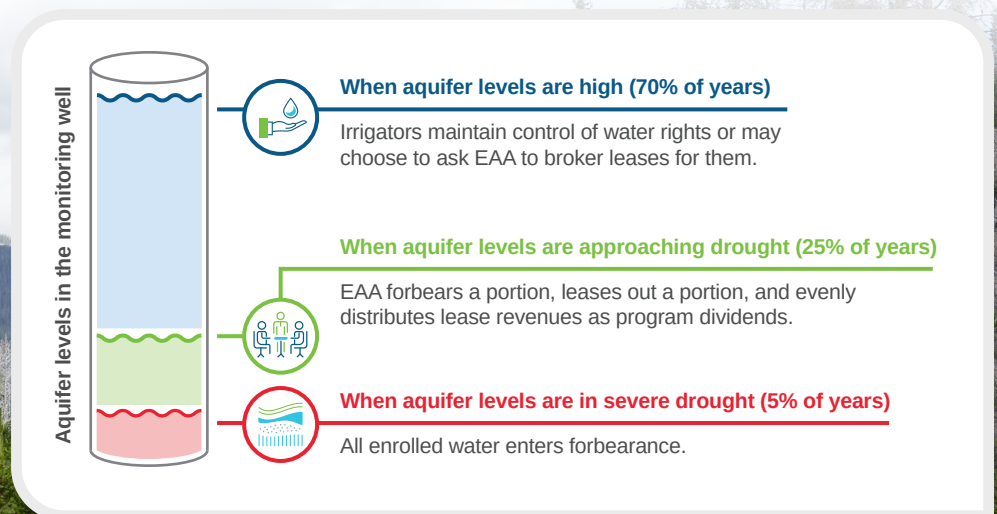 Aquifer levels in the monitoring well
When aquifer levels are high (70% of years)
Irrigators maintain control of water rights or may
choose to ask EAA to broker leases for them.
When aquifer levels are approaching drought (25% of years)
EAA forbears a portion, leases out a portion, and evenly
distributes lease revenues as program dividends.
When aquifer levels are in severe drought (5% of years)
All enrolled water enters forbearance.